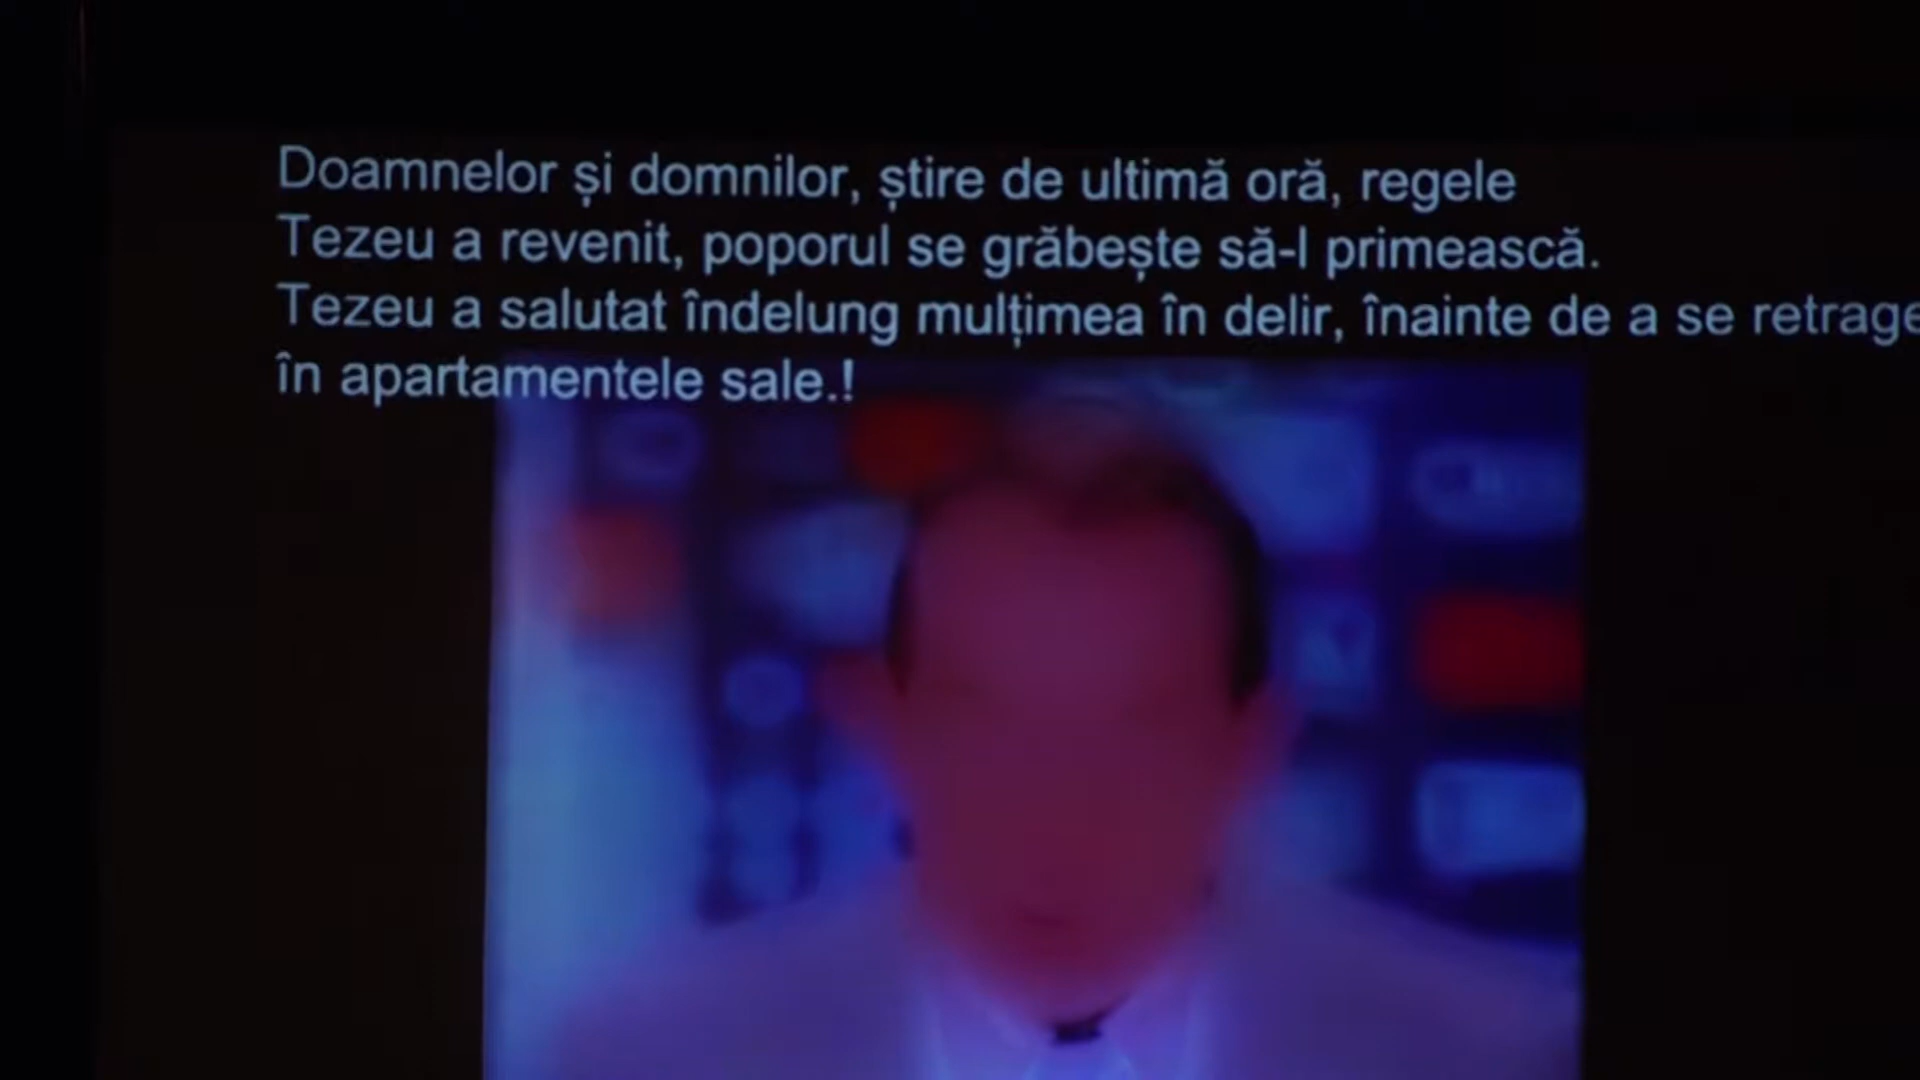 Doamnelor și domnilor, știre de ultimă oră, regele
Tezeu a revenit, poporul se grăbește să-l primească.
Tezeu a salutat îndelung mulțimea în delir, înainte de a se retrage
în apartamentele sale.!